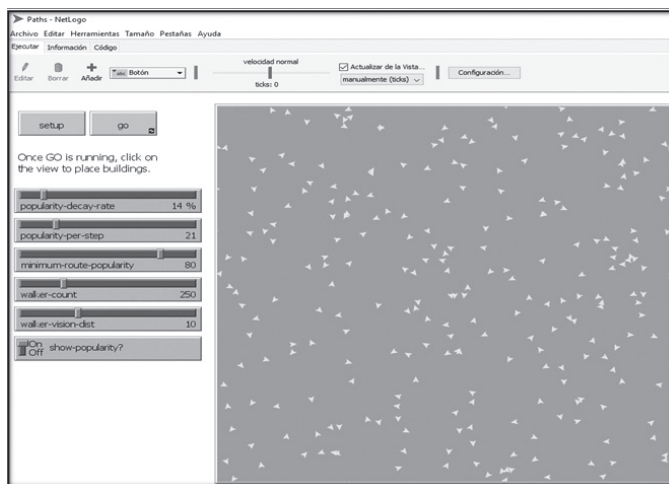 Paths - NetLogo
Archivo Editar Herramientas Tamaño Pestañas Ayuda
Ejecutar Información Código
Editar Borrar Añadir abc Botón
velocidad normal
ticks: 0
Actualizar de la Vista...
manualmente (ticks)
Configuración...
setup go
Once GO is running, click on
the view to place buildings.
popularity-decay-rate 14 %
popularity-per-step 21
minimum-route-popularity 80
walker-count 250
walker-vision-dist 10
On
Off show-popularity?